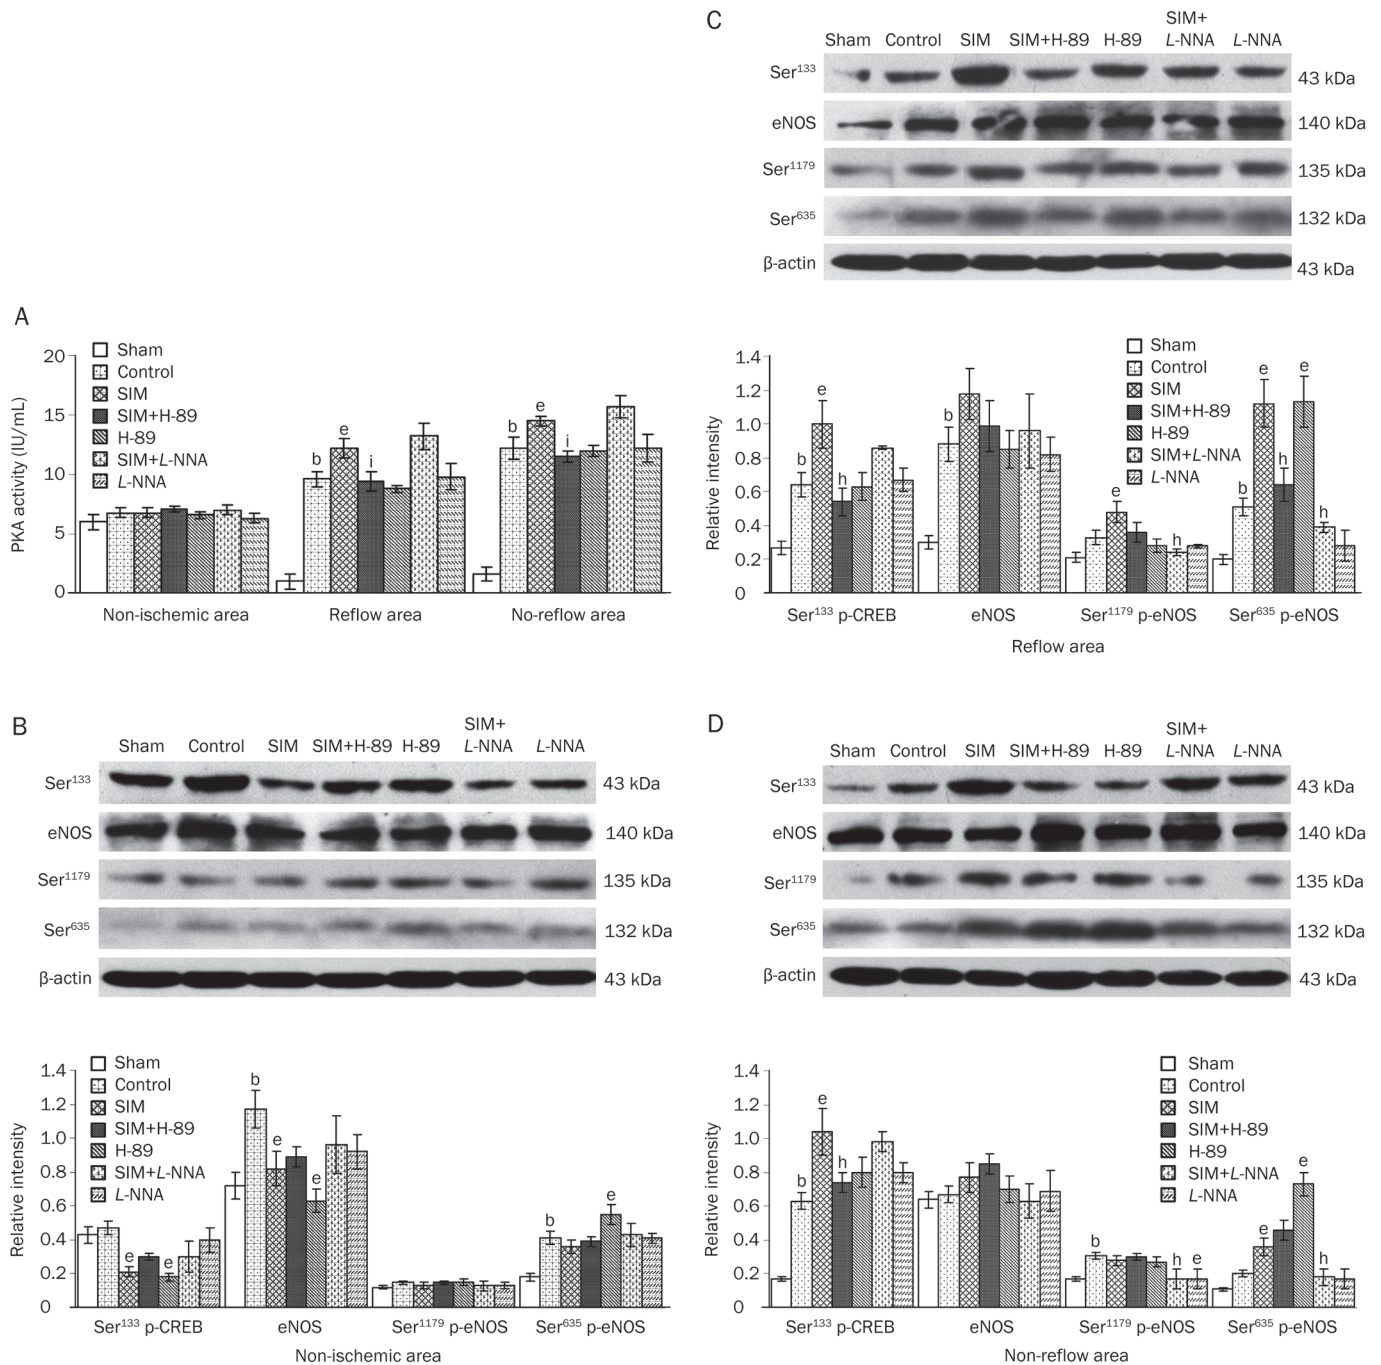 C
SIM+
Sham Control SIM SIM+H-89 H-89 L-NNA L-NNA
Ser133 43 kDa
eNOS 140 kDa
Ser1179 135 kDa
Ser635 132 kDa
β-actin 43 kDa
A
PKA activity (IU/mL)
20
15
10
5
0
Sham
Control
SIM
SIM+H-89
H-89
SIM+L-NNA
L-NNA
b e i b e i
Non-ischemic area Reflow area No-reflow area
Relative intensity
1.4
1.2
1.0
0.8
0.6
0.4
0.2
0
Sham
Control
SIM
SIM+H-89
H-89
SIM+L-NNA
L-NNA
b e h b e h b e h e h
Ser133 p-CREB eNOS Ser1179 p-eNOS Ser635 p-eNOS
Reflow area
B
SIM+
Sham Control SIM SIM+H-89 H-89 L-NNA L-NNA
Ser133 43 kDa
eNOS 140 kDa
Ser1179 135 kDa
Ser635 132 kDa
β-actin 43 kDa
Relative intensity
1.4
1.2
1.0
0.8
0.6
0.4
0.2
0
Sham
Control
SIM
SIM+H-89
H-89
SIM+L-NNA
L-NNA
e e b e e b e
Ser133 p-CREB eNOS Ser1179 p-eNOS Ser635 p-eNOS
Non-ischemic area
D
SIM+
Sham Control SIM SIM+H-89 H-89 L-NNA L-NNA
Ser133 43 kDa
eNOS 140 kDa
Ser1179 135 kDa
Ser635 132 kDa
β-actin 43 kDa
Relative intensity
1.4
1.2
1.0
0.8
0.6
0.4
0.2
0
Sham
Control
SIM
SIM+H-89
H-89
SIM+L-NNA
L-NNA
b e h b h e e e h
Ser133 p-CREB eNOS Ser1179 p-eNOS Ser635 p-eNOS
Non-reflow area